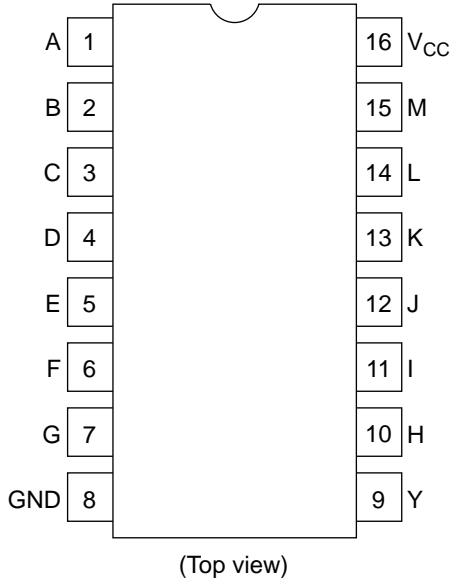 A 1 16 VCC
B 2 15 M
C 3 14 L
D 4 13 K
E 5 12 J
F 6 11 I
G 7 10 H
GND 8 9 Y
(Top view)